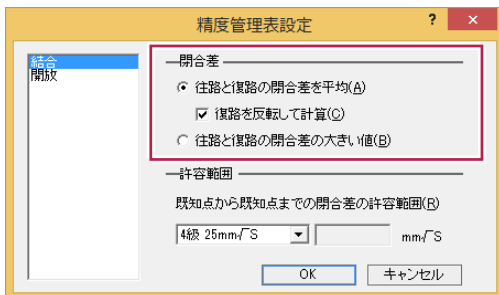 精度管理表設定
? ×
結合
開放
閉合差
往路と復路の閉合差を平均(A)
復路を反転して計算(C)
往路と復路の閉合差の大きい値(B)
許容範囲
既知点から既知点までの閉合差の許容範囲(R)
4級 25mm√S
mm√S
OK
キャンセル